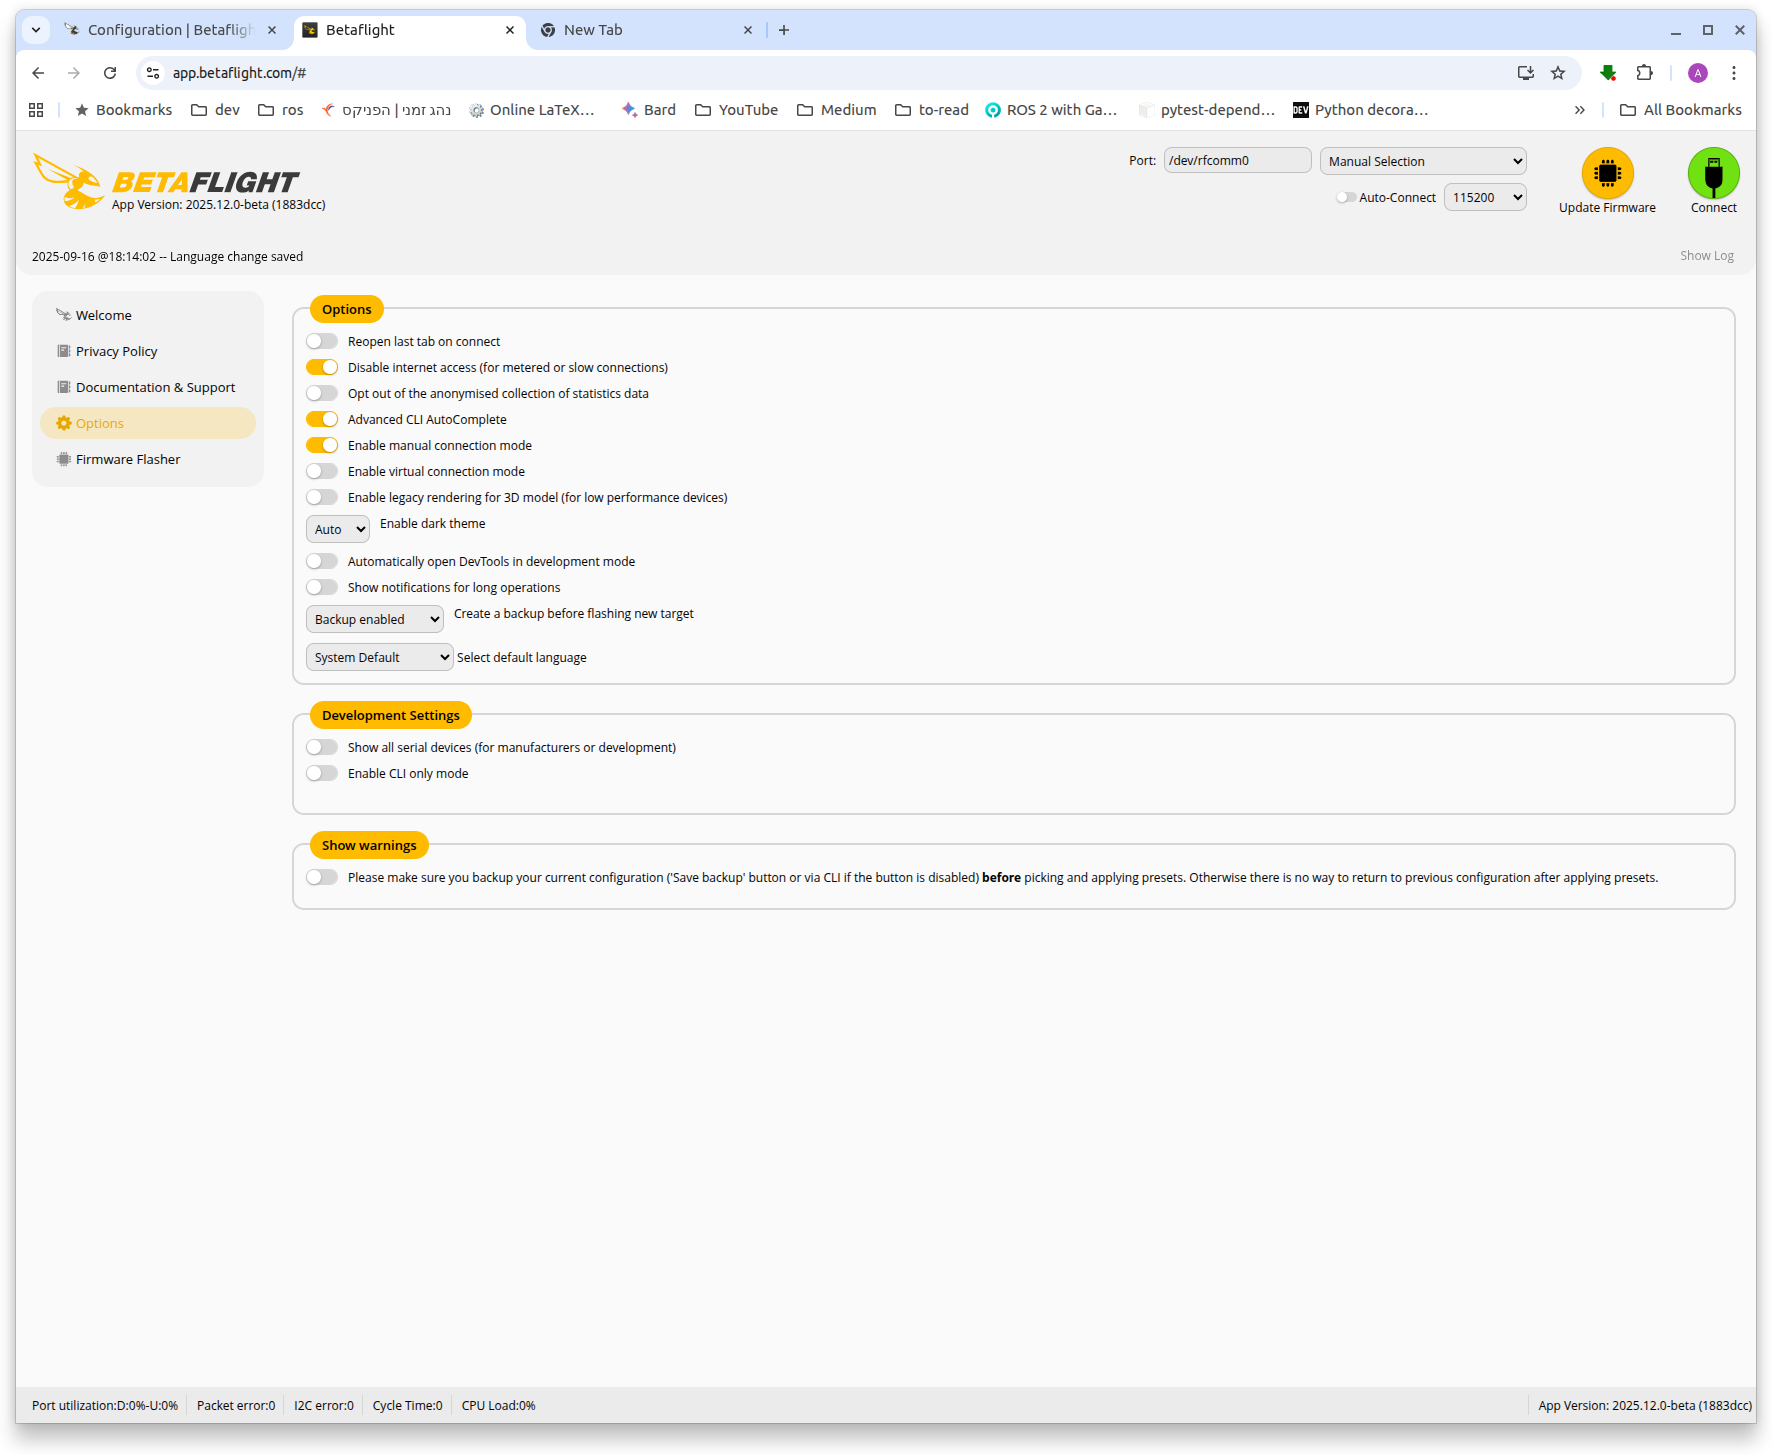 Configuration | Betafligh
Betaflight
New Tab
app.betaflight.com/#
A
Bookmarks
dev
ros
נהג זמני | הפניקס
Online LaTeX...
Bard
YouTube
Medium
to-read
ROS 2 with Ga...
pytest-depend...
DEV
Python decora...
All Bookmarks
BETAFLIGHT
App Version: 2025.12.0-beta (1883dcc)
Port:
/dev/rfcomm0
Manual Selection
Auto-Connect
115200
Update Firmware
Connect
2025-09-16 @18:14:02 -- Language change saved
Show Log
Welcome
Privacy Policy
Documentation & Support
Options
Firmware Flasher
Options
Reopen last tab on connect
Disable internet access (for metered or slow connections)
Opt out of the anonymised collection of statistics data
Advanced CLI AutoComplete
Enable manual connection mode
Enable virtual connection mode
Enable legacy rendering for 3D model (for low performance devices)
Auto
Enable dark theme
Automatically open DevTools in development mode
Show notifications for long operations
Backup enabled
Create a backup before flashing new target
System Default
Select default language
Development Settings
Show all serial devices (for manufacturers or development)
Enable CLI only mode
Show warnings
Please make sure you backup your current configuration ('Save backup' button or via CLI if the button is disabled) before picking and applying presets. Otherwise there is no way to return to previous configuration after applying presets.
Port utilization:D:0%-U:0%
Packet error:0
I2C error:0
Cycle Time:0
CPU Load:0%
App Version: 2025.12.0-beta (1883dcc)